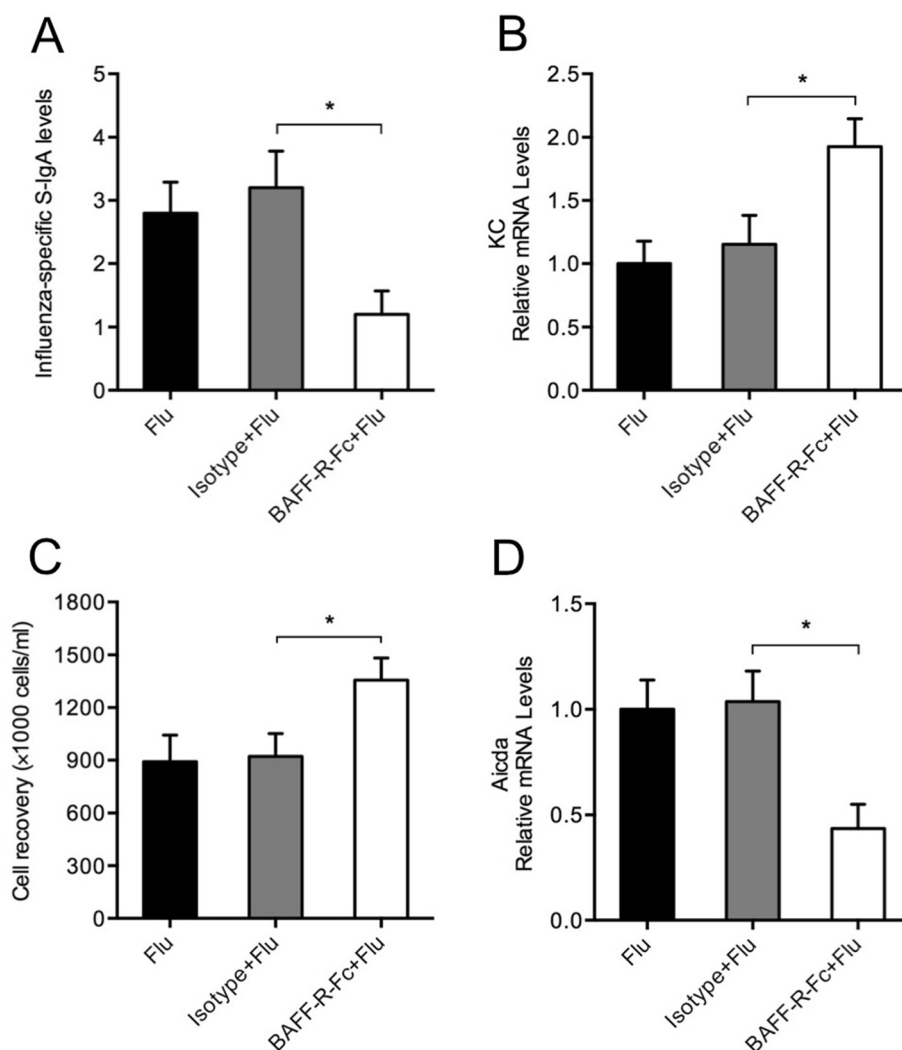 A
Influenza-specific S-IgA levels
5
4
3
2
1
0
*
Flu
Isotype+Flu
BAFF-R-Fc+Flu
B
KC
Relative mRNA Levels
2.5
2.0
1.5
1.0
0.5
0.0
*
Flu
Isotype+Flu
BAFF-R-Fc+Flu
C
Cell recovery (×1000 cells/ml)
1800
1500
1200
900
600
300
0
*
Flu
Isotype+Flu
BAFF-R-Fc+Flu
D
Aicda
Relative mRNA Levels
1.5
1.0
0.5
0.0
*
Flu
Isotype+Flu
BAFF-R-Fc+Flu